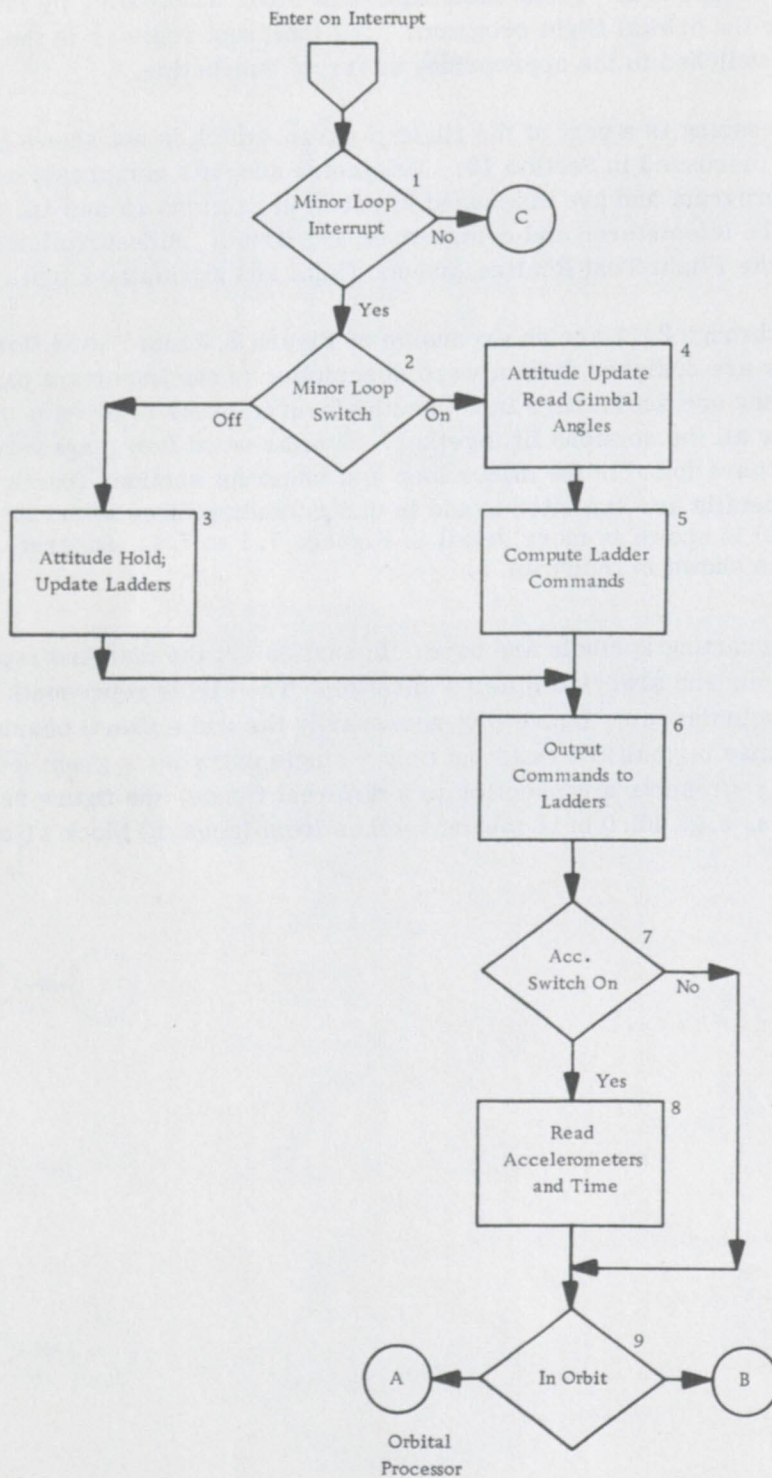 Enter on Interrupt
1
Minor Loop
Interrupt
No
C
Yes
2
Minor Loop
Switch
Off
On
4
Attitude Update
Read Gimbal
Angles
3
Attitude Hold;
Update Ladders
5
Compute Ladder
Commands
6
Output
Commands to
Ladders
7
Acc.
Switch On
No
Yes
8
Read
Accelerometers
and Time
9
In Orbit
A
B
Orbital
Processor